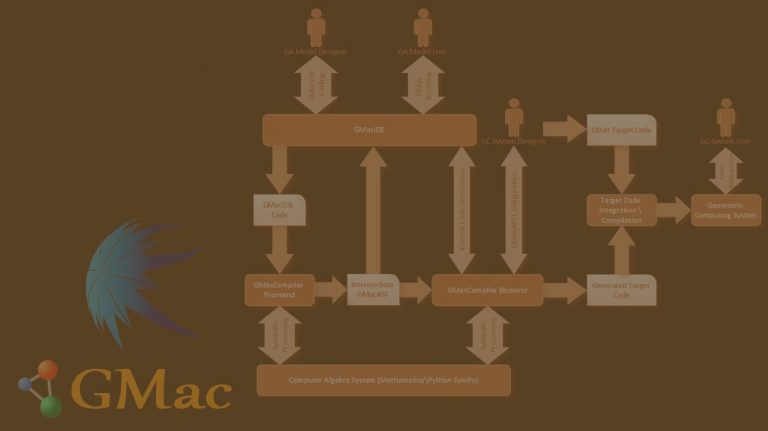 GA Model Designer
GA Model User
GMacDSL
Coding
GMac
Scripting
GMacIDE
GC System Designer
Other Target Code
GC System User
User
Interaction
GMacDSL
Code
Internal Code Generation
GMacAPI Configuration
Target Code
Integration \
Compilation
Geometric
Computing System
GMacCompiler
Frontend
Intermediate
GMacAST
GMacCompiler Backend
Generated Target
Code
Symbolic
Processing
Symbolic
Processing
Computer Algebra System (Mathematica\Python SymPy)
GMac